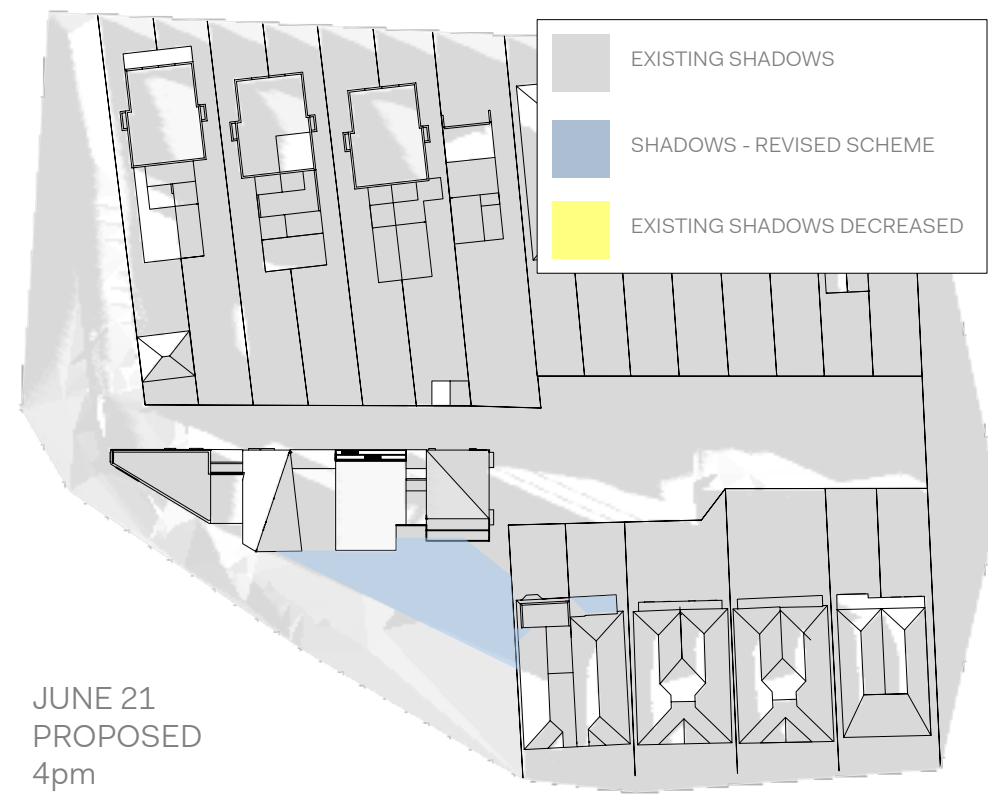 EXISTING SHADOWS
SHADOWS - REVISED SCHEME
EXISTING SHADOWS DECREASED
JUNE 21
PROPOSED
4pm